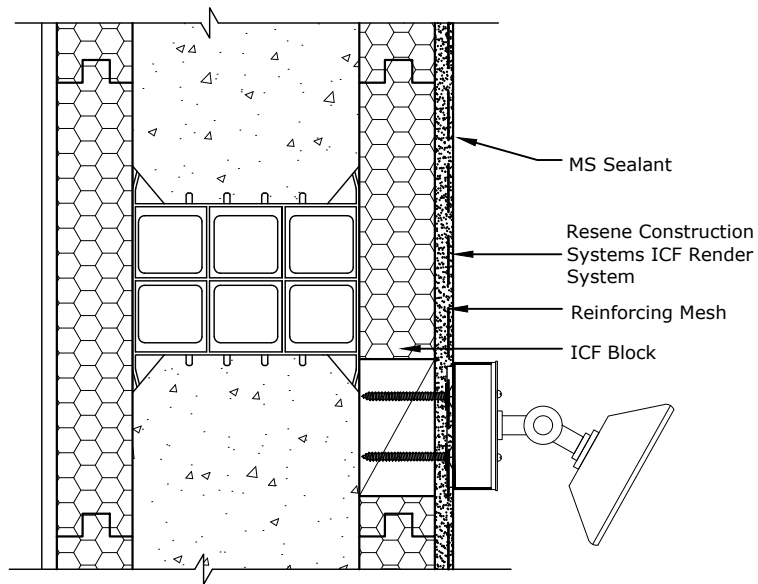 MS Sealant
Resene Construction
Systems ICF Render
System
Reinforcing Mesh
ICF Block